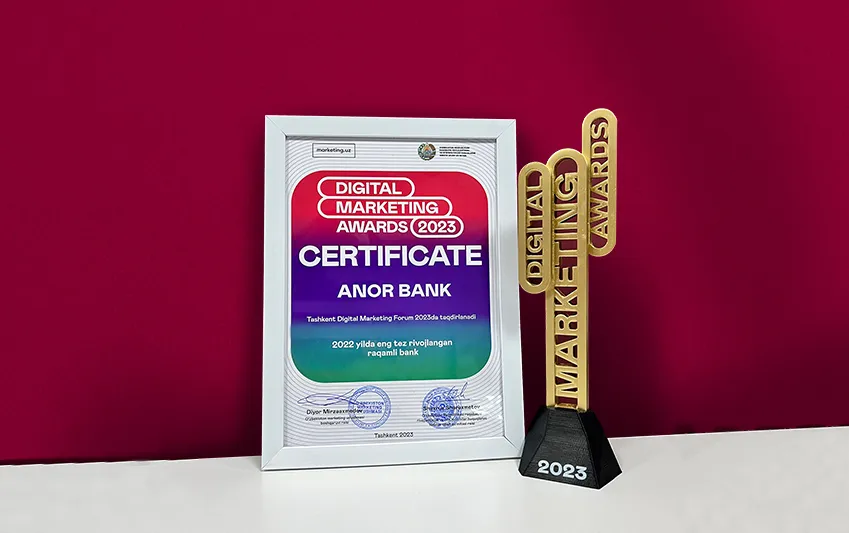 marketing.uz
DIGITAL
MARKETING
AWARDS 2023
CERTIFICATE
ANOR BANK
Tashkent Digital Marketing Forum 2023da taqdirlanadi
2022 yilda eng tez rivojlangan
raqamli bank
Diyor Mirzaaxmedov
Tashkent 2023
DIGITAL
MARKETING
AWARDS
2023